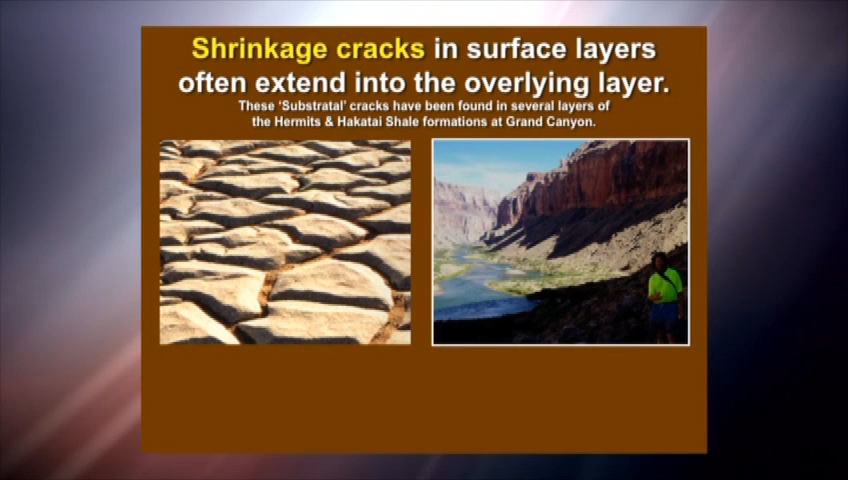 Shrinkage cracks in surface layers
often extend into the overlying layer.
These ‘Substratal’ cracks have been found in several layers of
the Hermits & Hakatai Shale formations at Grand Canyon.